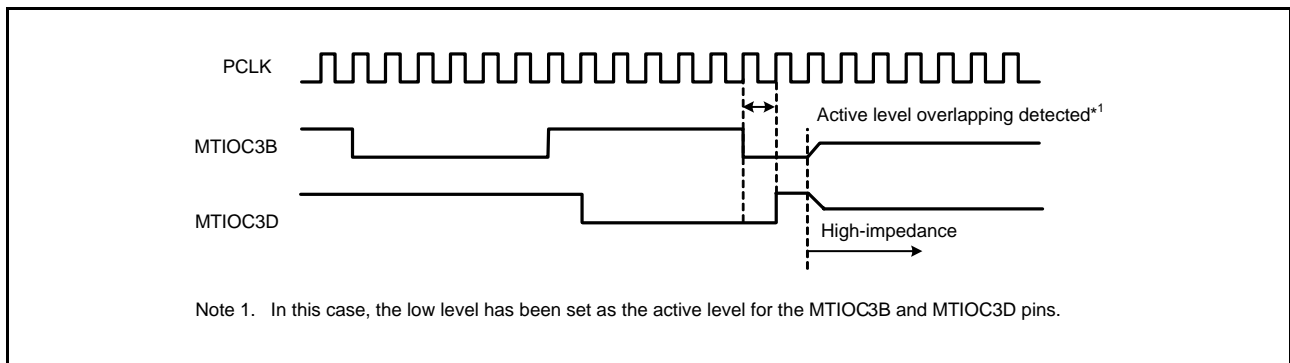 PCLK
Active level overlapping detected*1
MTIOC3B
MTIOC3D
High-impedance
Note 1. In this case, the low level has been set as the active level for the MTIOC3B and MTIOC3D pins.